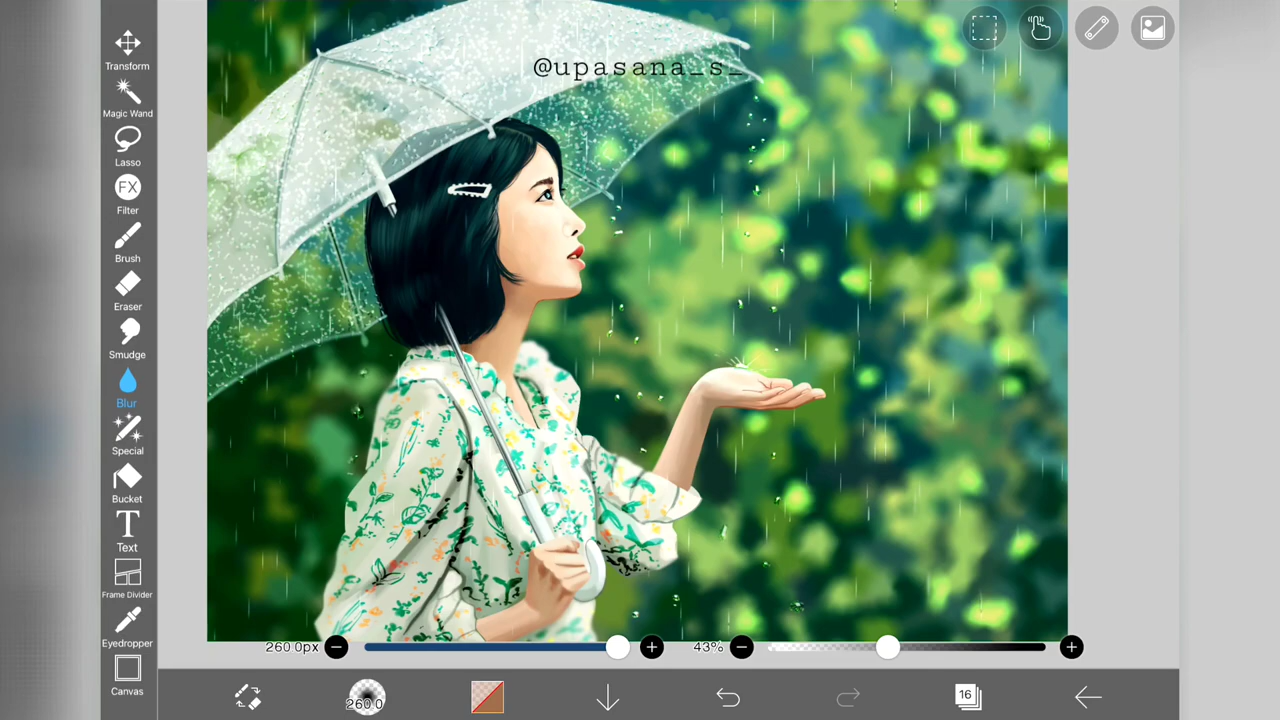 @upasana_s_
Transform
Magic Wand
Lasso
FX
Filter
Brush
Eraser
Smudge
Blur
Special
Bucket
T
Text
Frame Divider
Eyedropper
Canvas
260.0px
43%
260.0
16